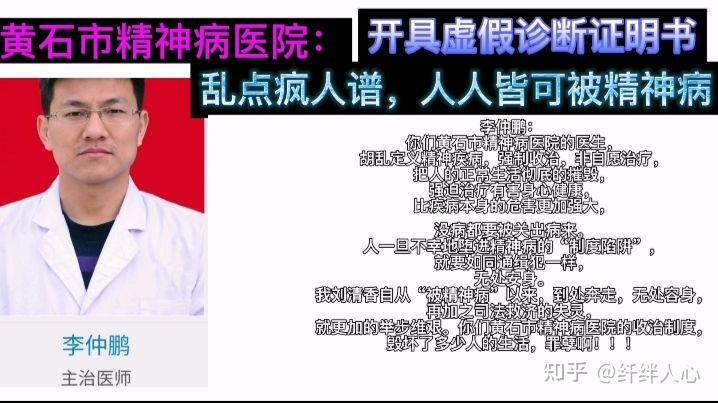 黄石市精神病医院：
开具虚假诊断证明书
乱点疯人谱，人人皆可被精神病
李仲鹏：
你们黄石市精神病医院的医生，
胡乱定义精神疾病，强制收治，非自愿治疗，
把人的正常生活彻底的摧毁，
强迫治疗有害身心健康，
比疾病本身的危害更加强大，
没病都要被关出病来。
人一旦不幸地坠进精神病的“制度陷阱”，
就要如同通缉犯一样，
无处安身。
我刘清香自从“被精神病”以来，到处奔走，无处容身，
再加之司法救济的失灵，
就更加的举步维艰。你们黄石市精神病医院的收治制度，
毁坏了多少人的生活，罪孽啊！！！
李仲鹏
主治医师
知乎 @纤绊人心